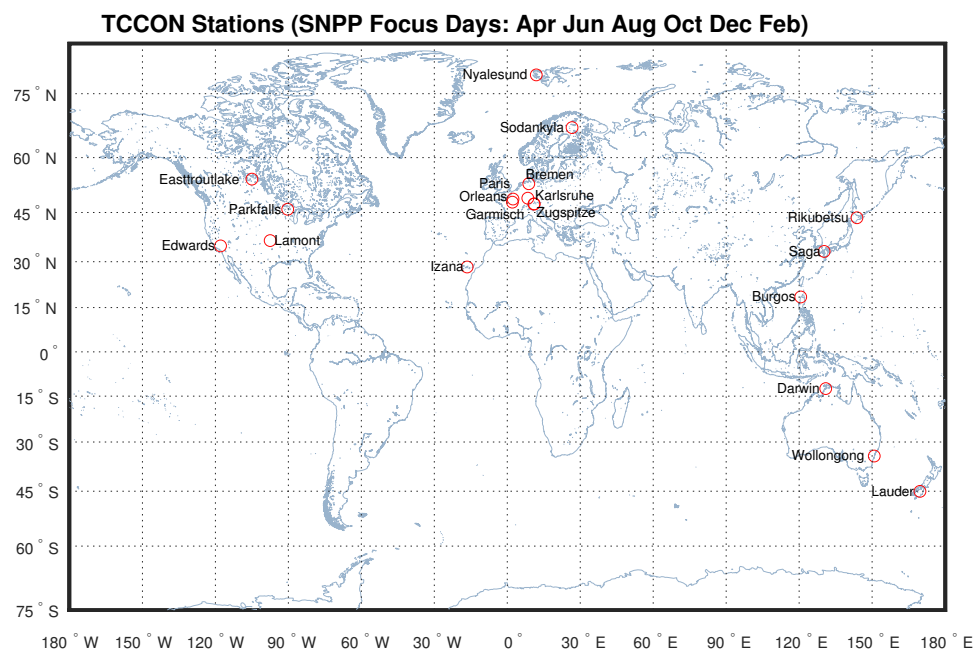 TCCON Stations (SNPP Focus Days: Apr Jun Aug Oct Dec Feb)
Nyalesund
75° N
Sodankyla
60° N
Easttroutlake
Bremen
Paris
Orleans
Karlsruhe
Parkfalls
Garmisch
Zugspitze
45° N
Rikubetsu
Edwards
Lamont
Saga
30° N
Izana
Burgos
15° N
0°
Darwin
15° S
30° S
Wollongong
45° S
Lauder
60° S
75° S
180° W 150° W 120° W 90° W 60° W 30° W 0° 30° E 60° E 90° E 120° E 150° E 180° E